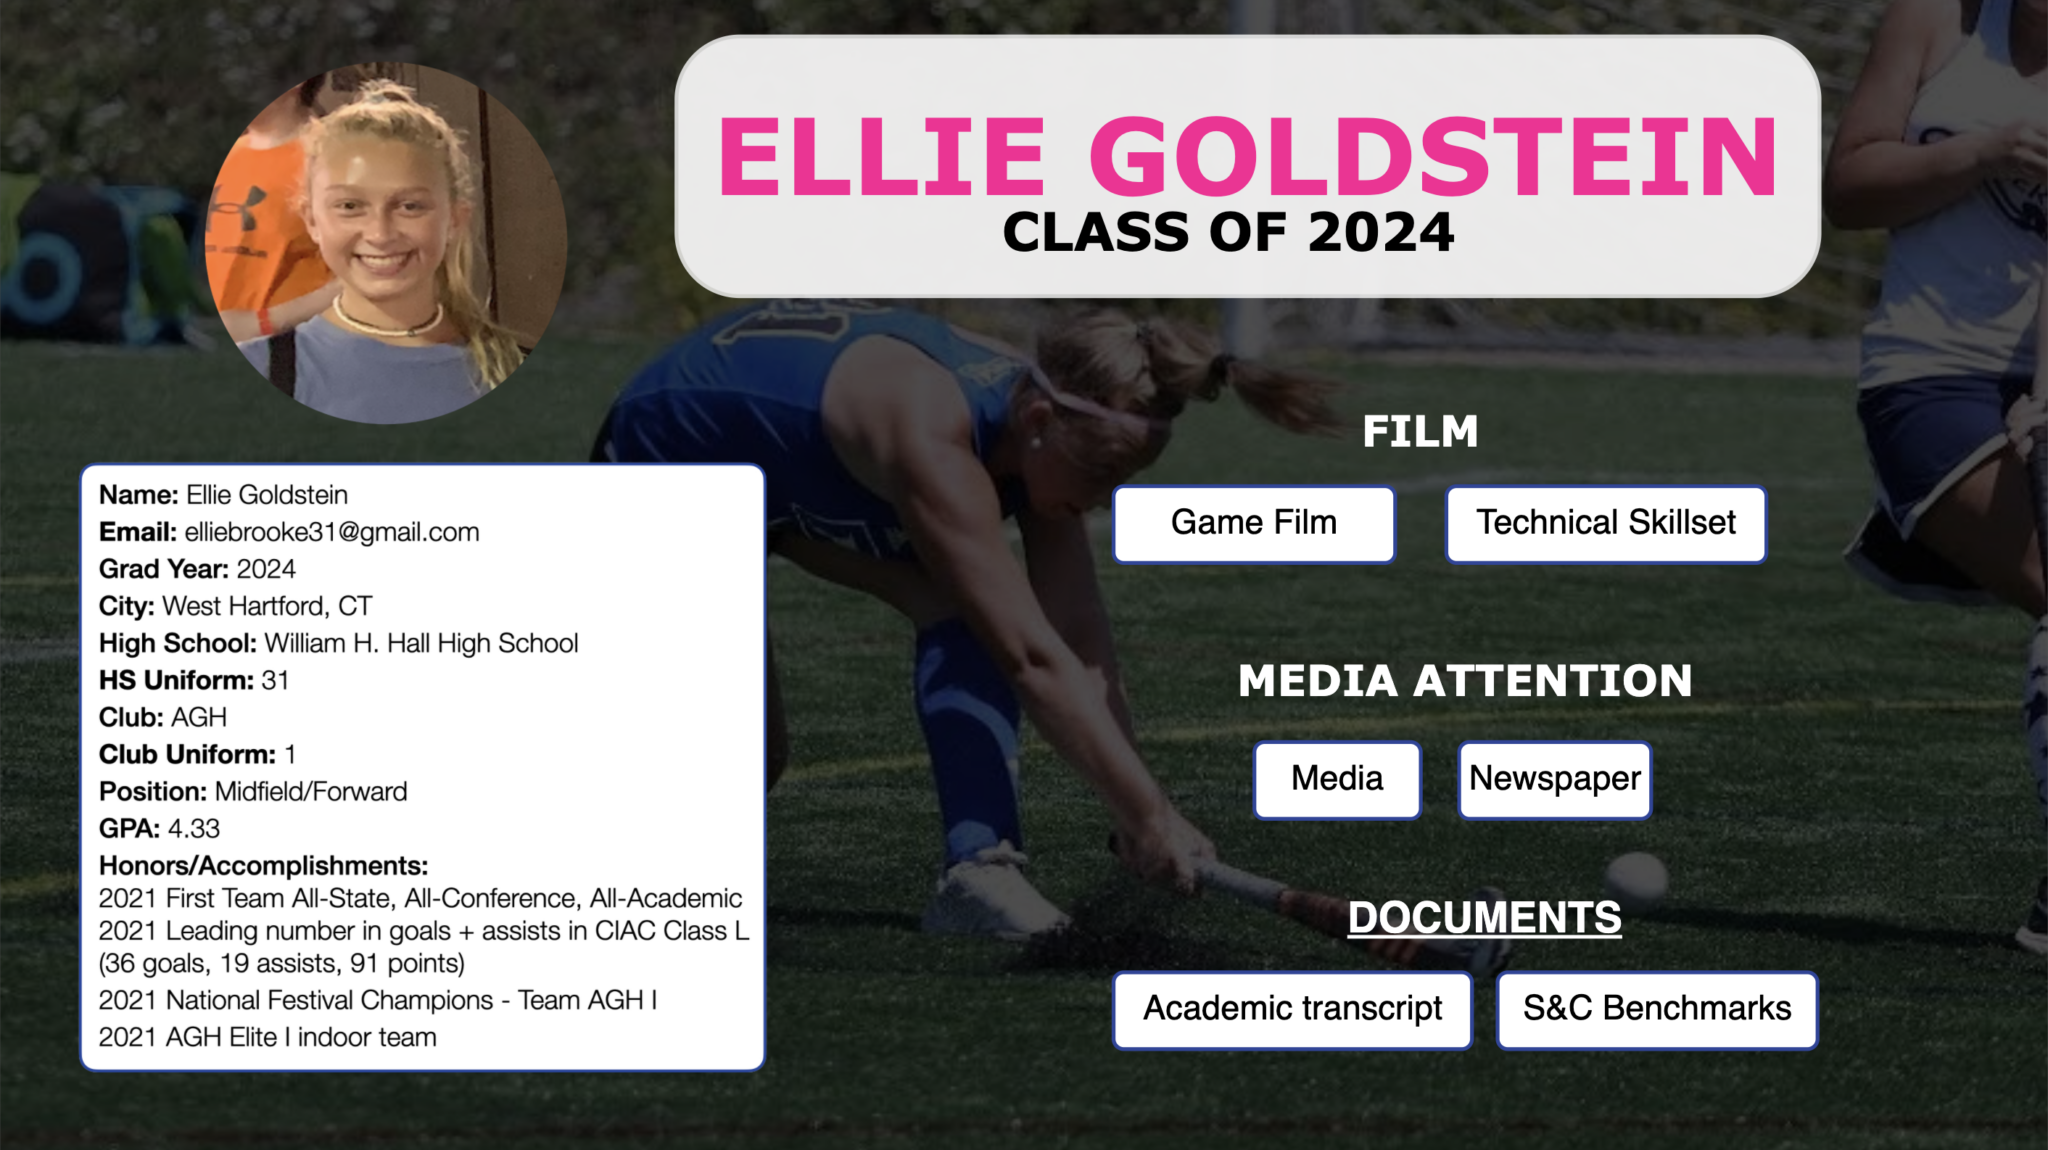 ELLIE GOLDSTEIN
CLASS OF 2024
Name: Ellie Goldstein
Email: elliebrooke31@gmail.com
Grad Year: 2024
City: West Hartford, CT
High School: William H. Hall High School
HS Uniform: 31
Club: AGH
Club Uniform: 1
Position: Midfield/Forward
GPA: 4.33
Honors/Accomplishments:
2021 First Team All-State, All-Conference, All-Academic
2021 Leading number in goals + assists in CIAC Class L
(36 goals, 19 assists, 91 points)
2021 National Festival Champions - Team AGH I
2021 AGH Elite I indoor team
FILM
Game Film
Technical Skillset
MEDIA ATTENTION
Media
Newspaper
DOCUMENTS
Academic transcript
S&C Benchmarks